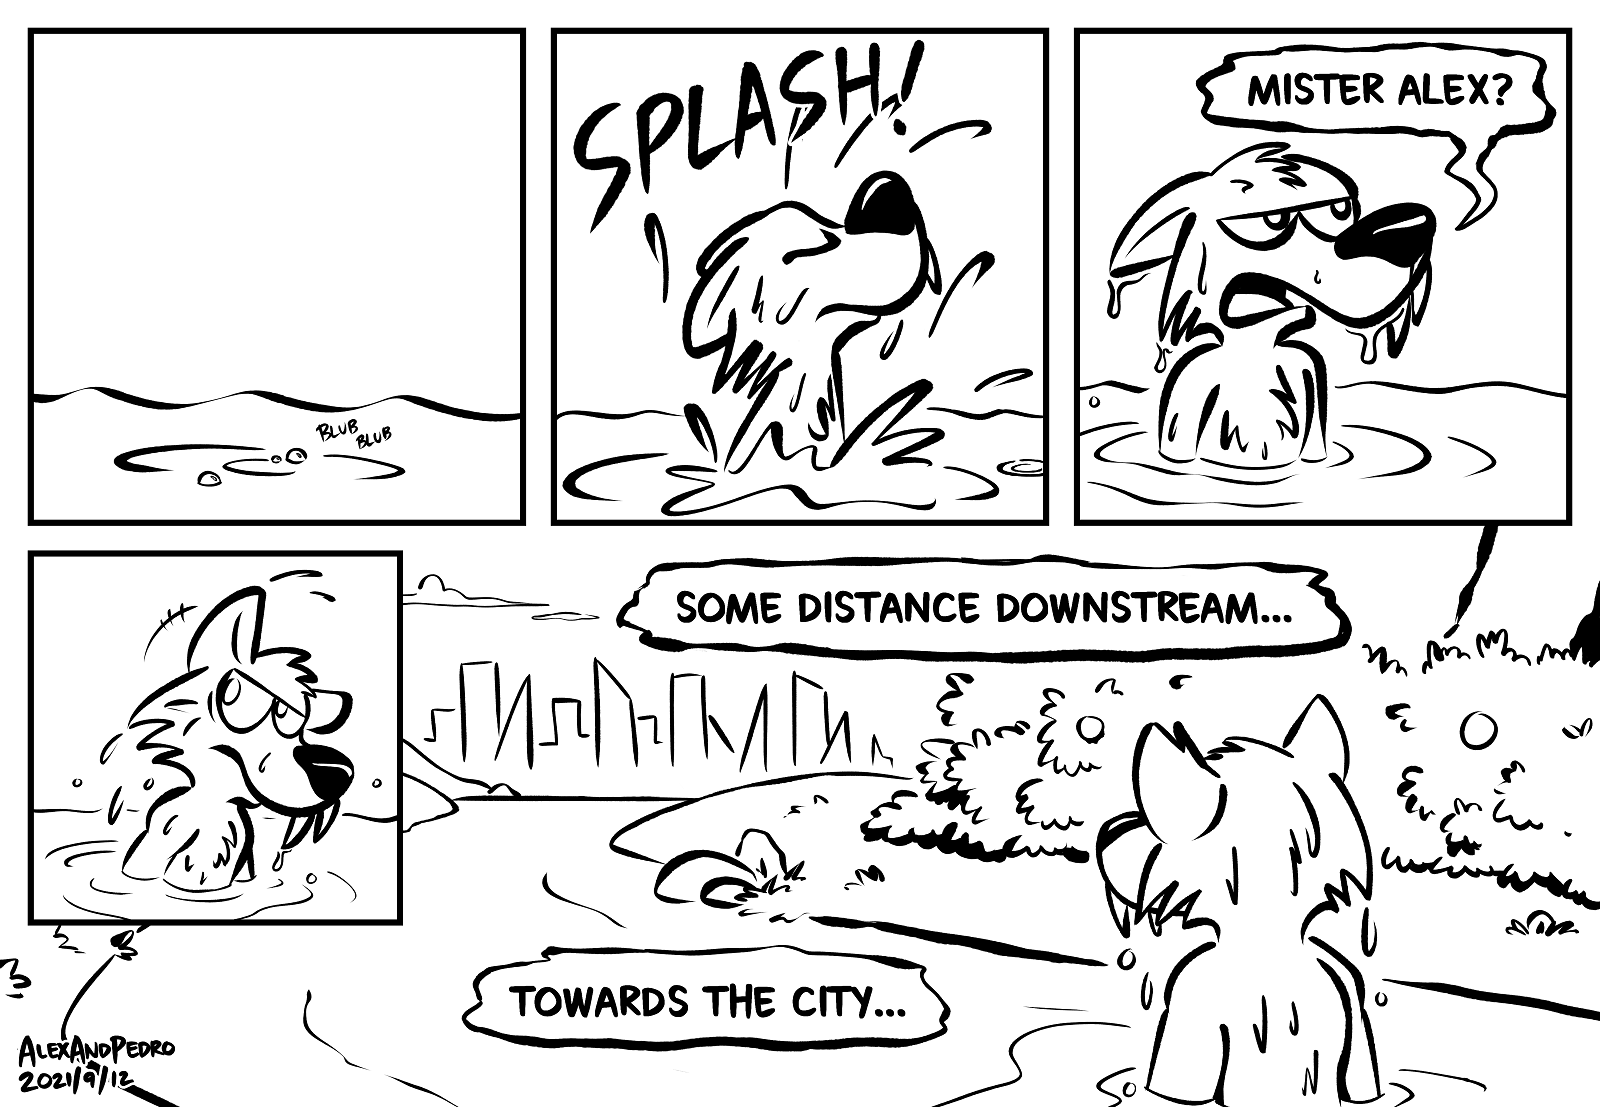 BLUB
BLUB
SPLASH!
MISTER ALEX?
SOME DISTANCE DOWNSTREAM...
TOWARDS THE CITY...
ALEXANDPEDRO
2021/9/12